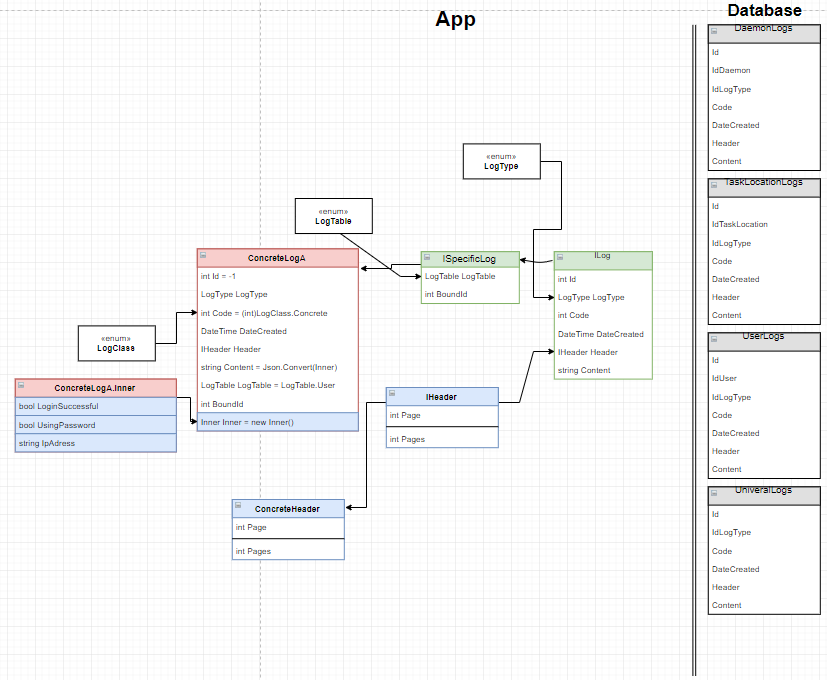 App
Database
«enum»
LogType
«enum»
LogTable
ConcreteLogA
int Id = -1
LogType LogType
int Code = (int)LogClass.Concrete
DateTime DateCreated
IHeader Header
string Content = Json.Convert(Inner)
LogTable LogTable = LogTable.User
int BoundId
Inner Inner = new Inner()
ISpecificLog
LogTable LogTable
int BoundId
ILog
int Id
LogType LogType
int Code
DateTime DateCreated
IHeader Header
string Content
«enum»
LogClass
ConcreteLogA.Inner
bool LoginSuccessful
bool UsingPassword
string IpAdress
IHeader
int Page
int Pages
ConcreteHeader
int Page
int Pages
DaemonLogs
Id
IdDaemon
IdLogType
Code
DateCreated
Header
Content
TaskLocationLogs
Id
IdTaskLocation
IdLogType
Code
DateCreated
Header
Content
UserLogs
Id
IdUser
IdLogType
Code
DateCreated
Header
Content
UniveralLogs
Id
IdLogType
Code
DateCreated
Header
Content